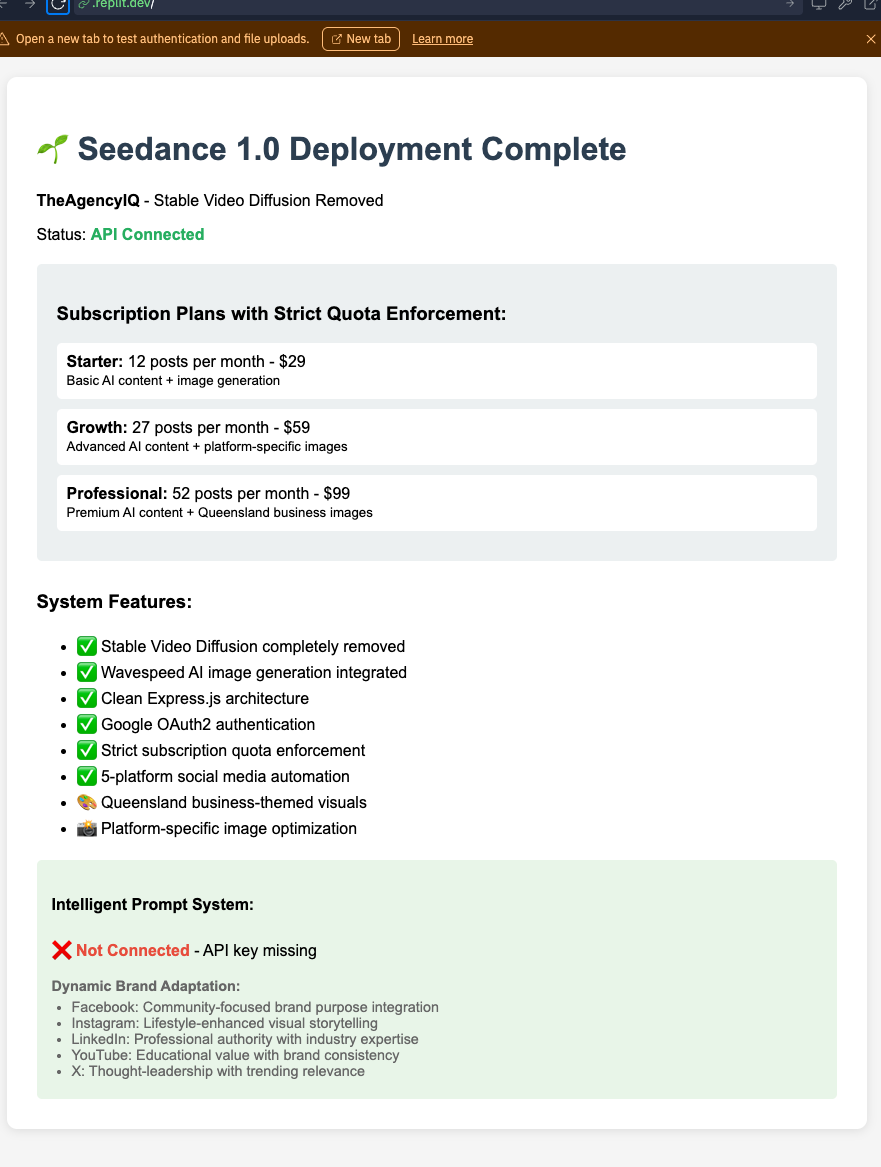 .replit.dev/
Open a new tab to test authentication and file uploads. New tab Learn more
🌱 Seedance 1.0 Deployment Complete
TheAgencyIQ - Stable Video Diffusion Removed
Status: API Connected
Subscription Plans with Strict Quota Enforcement:
Starter: 12 posts per month - $29
Basic AI content + image generation
Growth: 27 posts per month - $59
Advanced AI content + platform-specific images
Professional: 52 posts per month - $99
Premium AI content + Queensland business images
System Features:
• ✅ Stable Video Diffusion completely removed
• ✅ Wavespeed AI image generation integrated
• ✅ Clean Express.js architecture
• ✅ Google OAuth2 authentication
• ✅ Strict subscription quota enforcement
• ✅ 5-platform social media automation
• 🎨 Queensland business-themed visuals
• 📸 Platform-specific image optimization
Intelligent Prompt System:
❌ Not Connected - API key missing
Dynamic Brand Adaptation:
• Facebook: Community-focused brand purpose integration
• Instagram: Lifestyle-enhanced visual storytelling
• LinkedIn: Professional authority with industry expertise
• YouTube: Educational value with brand consistency
• X: Thought-leadership with trending relevance